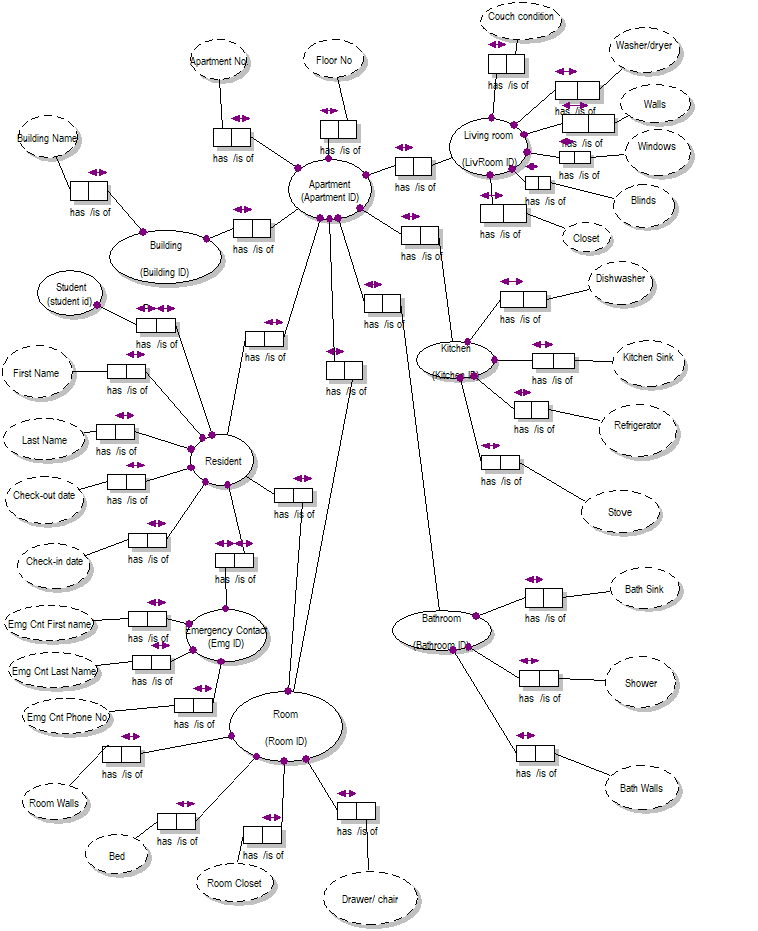 Couch condition
has /is of
Washer/dryer
has /is of
Walls
has /is of
Windows
has /is of
Blinds
has /is of
Closet
has /is of
Living room
(LivRoom ID)
Apartment No
has /is of
Floor No
has /is of
has /is of
Apartment
(Apartment ID)
Building Name
has /is of
has /is of
Building
(Building ID)
has /is of
Student
(student id)
has /is of
has /is of
has /is of
has /is of
Dishwasher
has /is of
Kitchen
(Kitchen ID)
Kitchen Sink
has /is of
Refrigerator
has /is of
Stove
has /is of
First Name
has /is of
Last Name
has /is of
Resident
Check-out date
has /is of
has /is of
Check-in date
has /is of
has /is of
Emg Cnt First name
has /is of
Emergency Contact
(Emg ID)
Emg Cnt Last Name
has /is of
Emg Cnt Phone No
has /is of
Bathroom
(Bathroom ID)
Bath Sink
has /is of
Shower
has /is of
Bath Walls
has /is of
Room
(Room ID)
Room Walls
has /is of
Bed
has /is of
Room Closet
has /is of
Drawer/ chair
has /is of